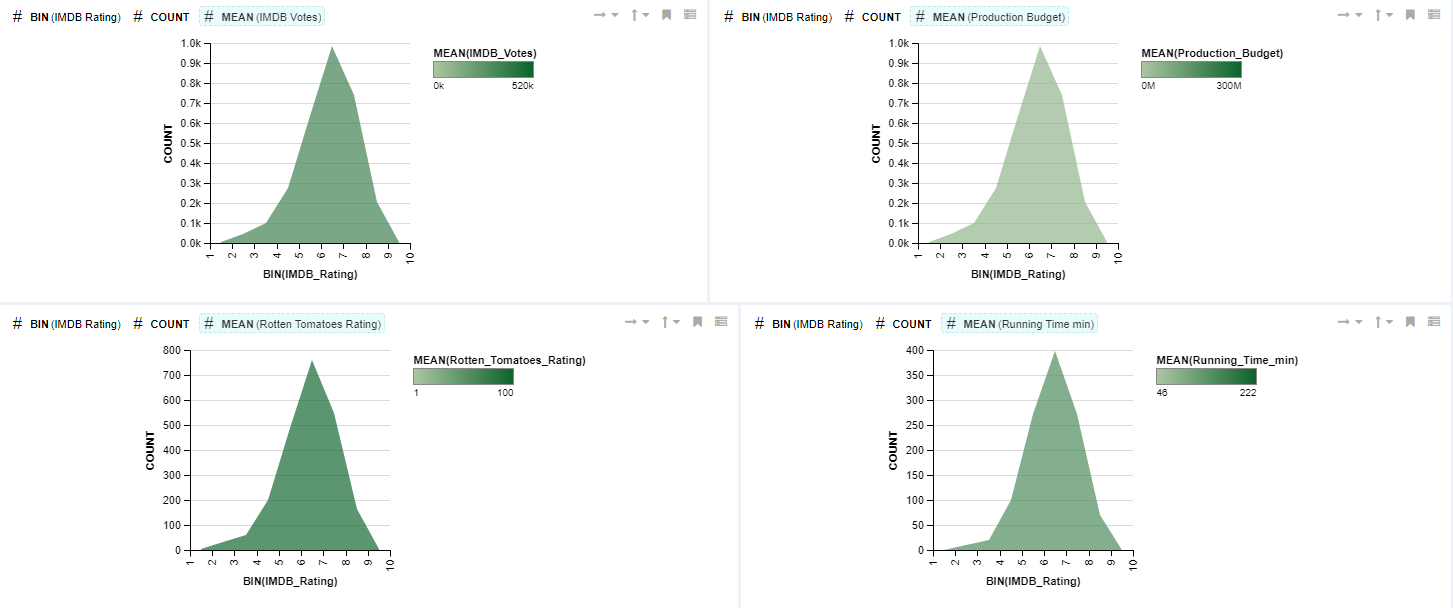 # BIN (IMDB Rating) # COUNT # MEAN (IMDB Votes)
1.0k
0.9k
0.8k
0.7k
0.6k
0.5k
0.4k
0.3k
0.2k
0.1k
0.0k
COUNT
1 2 3 4 5 6 7 8 9 10
BIN(IMDB_Rating)
MEAN(IMDB_Votes)
0k 520k
# BIN (IMDB Rating) # COUNT # MEAN (Production Budget)
1.0k
0.9k
0.8k
0.7k
0.6k
0.5k
0.4k
0.3k
0.2k
0.1k
0.0k
COUNT
1 2 3 4 5 6 7 8 9 10
BIN(IMDB_Rating)
MEAN(Production_Budget)
0M 300M
# BIN (IMDB Rating) # COUNT # MEAN (Rotten Tomatoes Rating)
800
700
600
500
400
300
200
100
0
COUNT
1 2 3 4 5 6 7 8 9 10
BIN(IMDB_Rating)
MEAN(Rotten_Tomatoes_Rating)
1 100
# BIN (IMDB Rating) # COUNT # MEAN (Running Time min)
400
350
300
250
200
150
100
50
0
COUNT
1 2 3 4 5 6 7 8 9 10
BIN(IMDB_Rating)
MEAN(Running_Time_min)
46 222